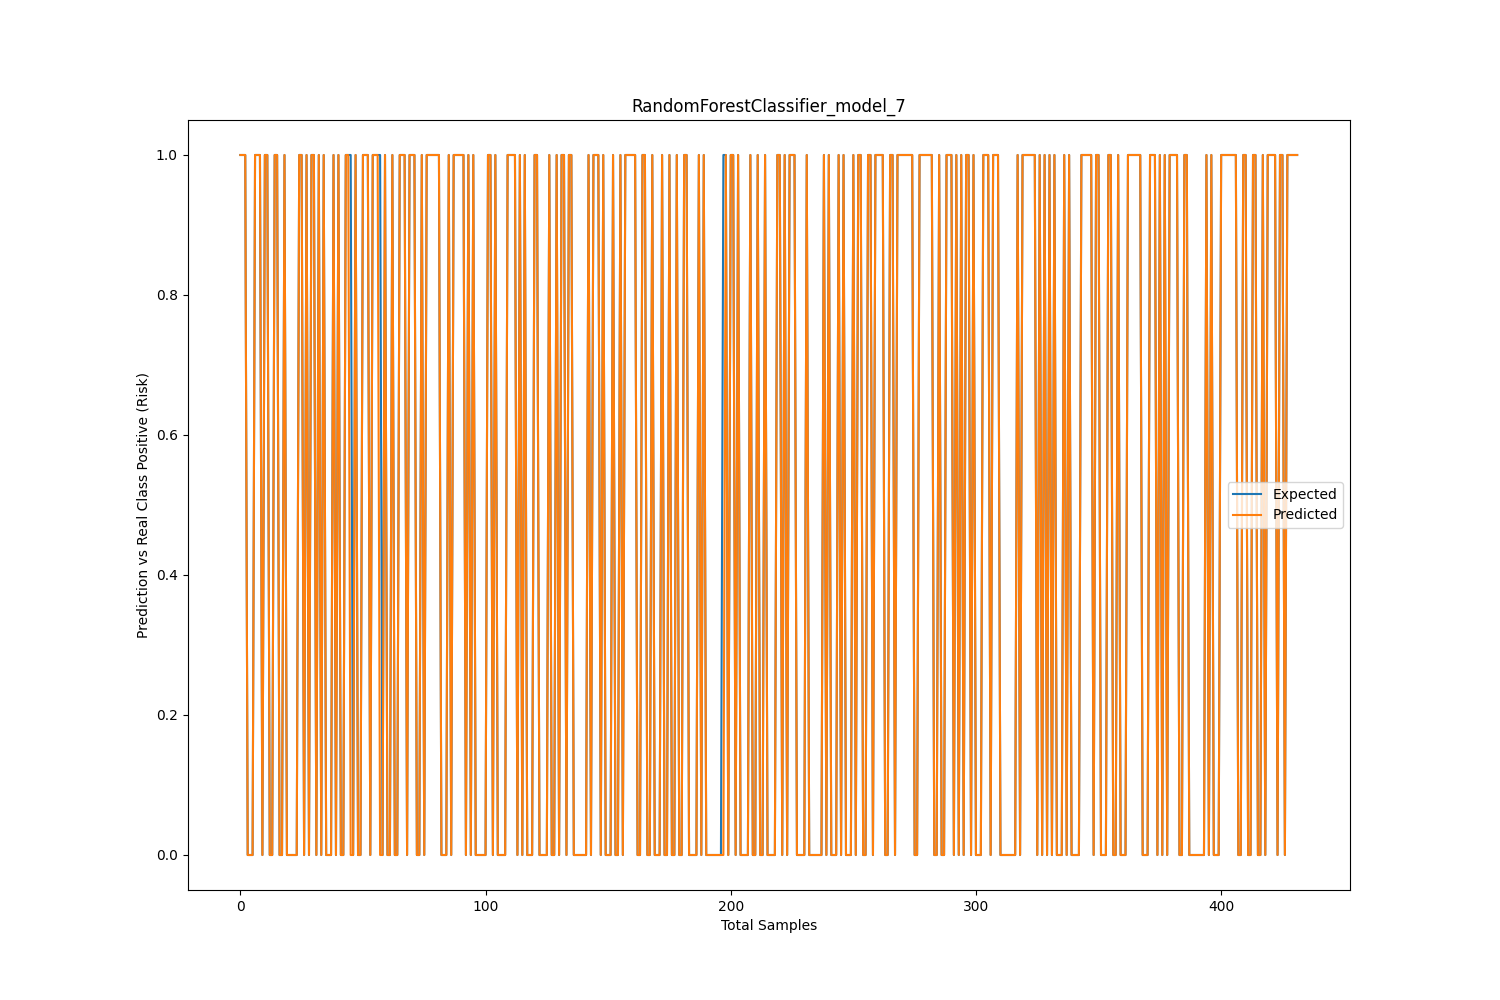 RandomForestClassifier_model_7
1.0
0.8
0.6
0.4
0.2
0.0
Prediction vs Real Class Positive (Risk)
Expected
Predicted
0
100
200
300
400
Total Samples